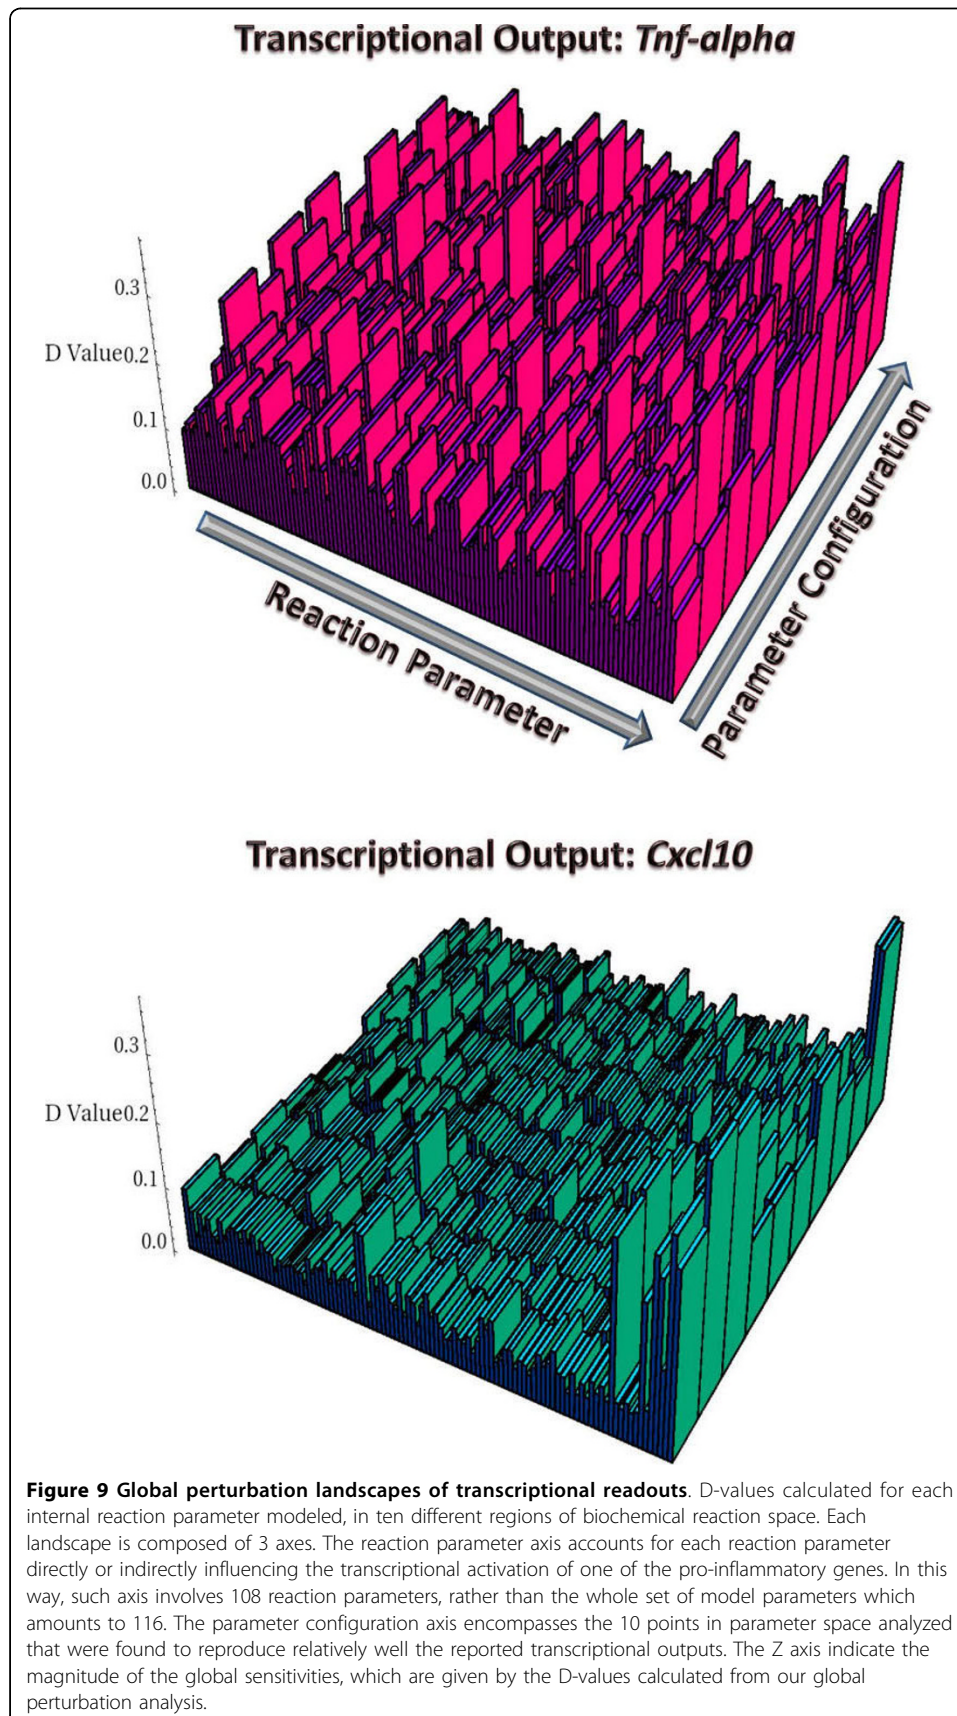 Transcriptional Output: Tnf-alpha
0.3
D Value0.2
0.1
0.0
Reaction Parameter
Parameter Configuration
Transcriptional Output: Cxcl10
0.3
D Value0.2
0.1
0.0
Figure 9 Global perturbation landscapes of transcriptional readouts. D-values calculated for each
internal reaction parameter modeled, in ten different regions of biochemical reaction space. Each
landscape is composed of 3 axes. The reaction parameter axis accounts for each reaction parameter
directly or indirectly influencing the transcriptional activation of one of the pro-inflammatory genes. In this
way, such axis involves 108 reaction parameters, rather than the whole set of model parameters which
amounts to 116. The parameter configuration axis encompasses the 10 points in parameter space analyzed
that were found to reproduce relatively well the reported transcriptional outputs. The Z axis indicate the
magnitude of the global sensitivities, which are given by the D-values calculated from our global
perturbation analysis.